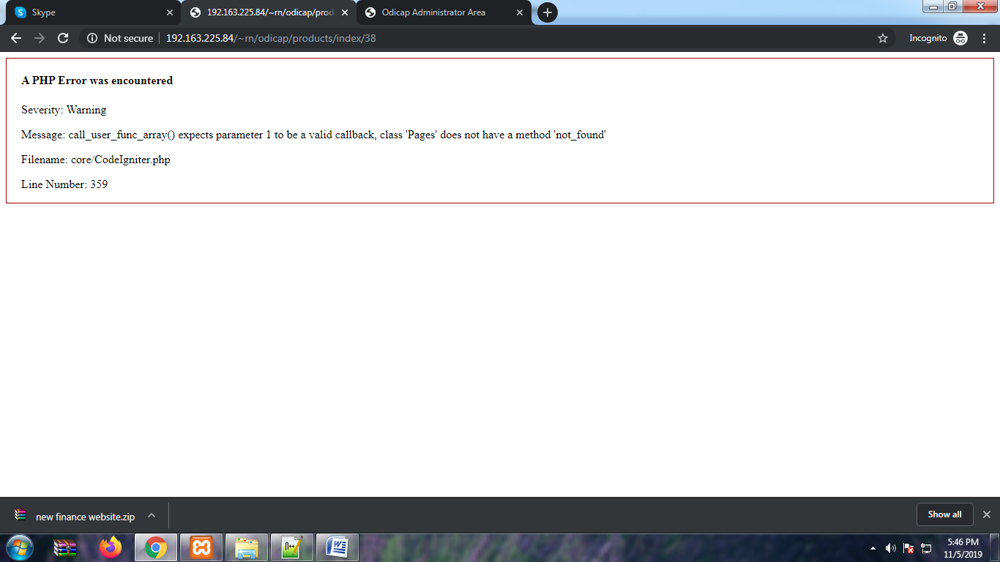 Skype
192.163.225.84/~rn/odicap/prod
Odicap Administrator Area
Not secure
192.163.225.84/~rn/odicap/products/index/38
Incognito
A PHP Error was encountered
Severity: Warning
Message: call_user_func_array() expects parameter 1 to be a valid callback, class 'Pages' does not have a method 'not_found'
Filename: core/CodeIgniter.php
Line Number: 359
new finance website.zip
Show all
5:46 PM
11/5/2019